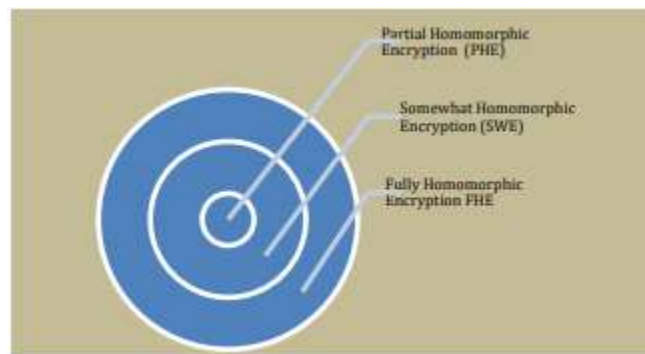 Partial Homomorphic
Encryption (PHE)
Somewhat Homomorphic
Encryption (SWE)
Fully Homomorphic
Encryption FHE